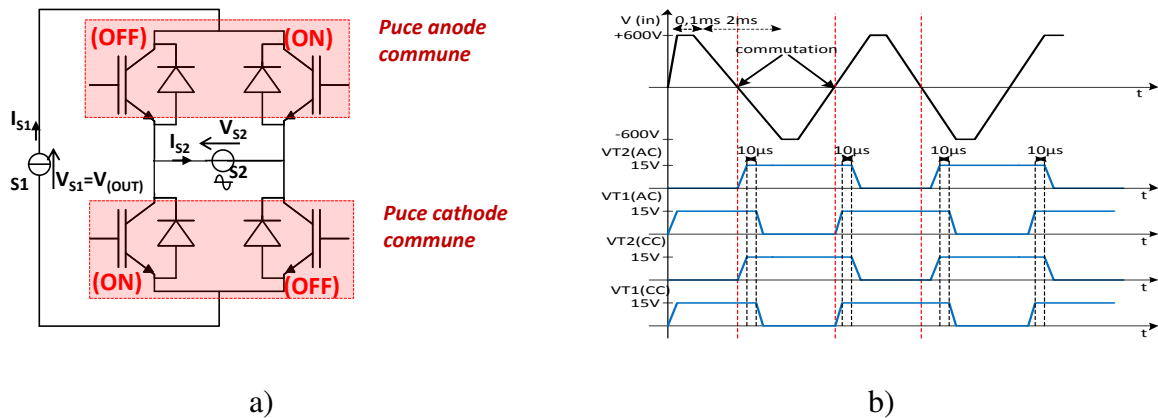 (OFF)
(ON)
Puce anode
commune
I_S1
V_S2
I_S2
S2
S1
V_S1=V_(OUT)
Puce cathode
commune
(ON)
(OFF)
a)
V (in)
0,1ms 2ms
+600V
commutation
t
-600V
VT2(AC)
10µs
10µs
10µs
10µs
15V
t
VT1(AC)
15V
t
VT2(CC)
15V
t
VT1(CC)
15V
t
b)